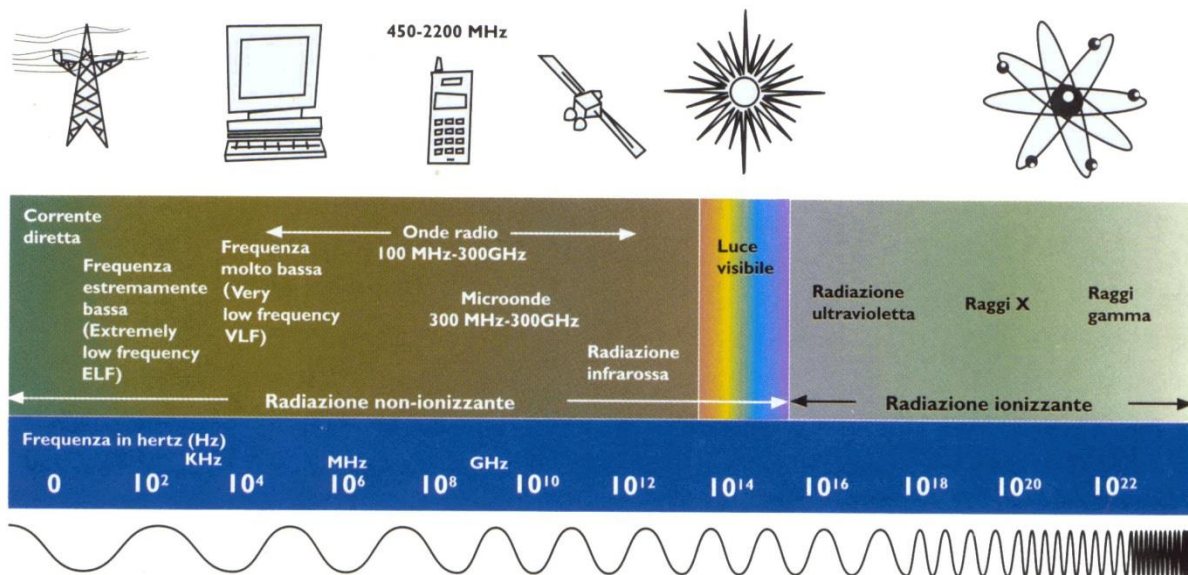 450-2200 MHz
Corrente
diretta
Frequenza
estremamente
bassa
(Extremely
low frequency
ELF)
Frequenza
molto bassa
(Very
low frequency
VLF)
Onde radio
100 MHz-300GHz
Microonde
300 MHz-300GHz
Radiazione
infrarossa
Luce
visibile
Radiazione
ultravioletta
Raggi X
Raggi
gamma
Radiazione non-ionizzante
Radiazione ionizzante
Frequenza in hertz (Hz)
KHz MHz GHz
0 10² 10⁴ 10⁶ 10⁸ 10¹⁰ 10¹² 10¹⁴ 10¹⁶ 10¹⁸ 10²⁰ 10²²